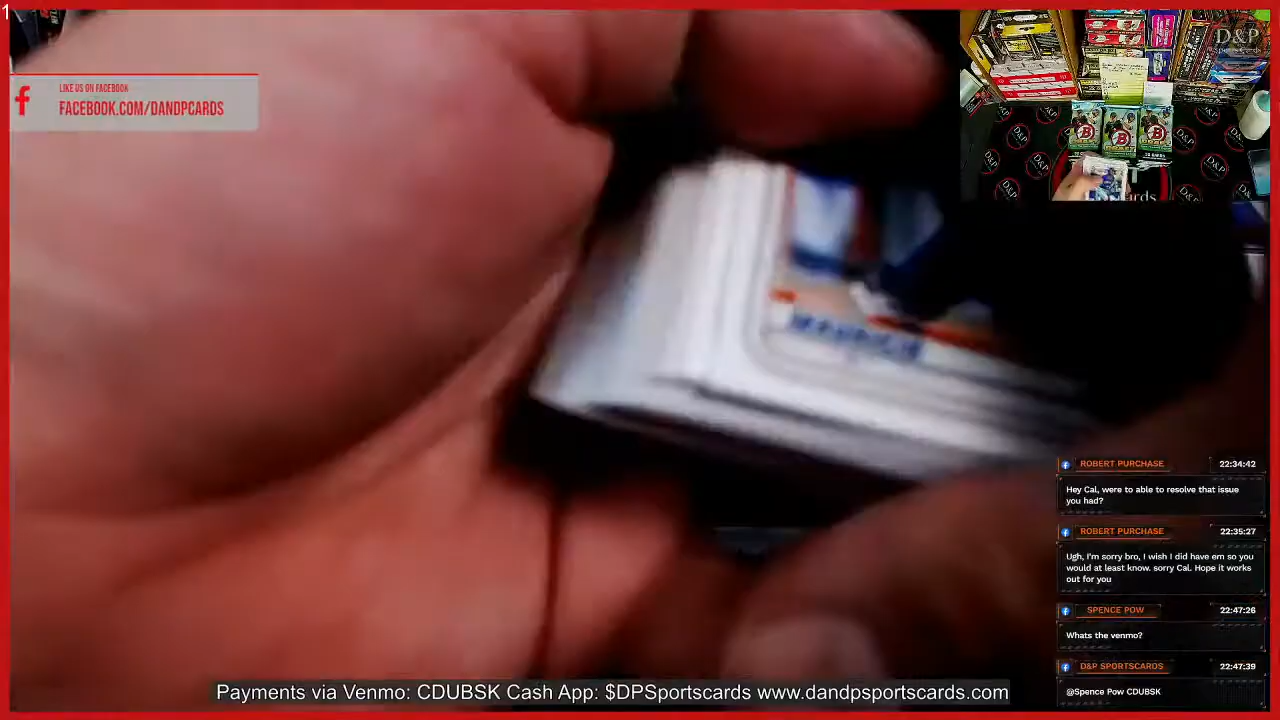 1
LIKE US ON FACEBOOK
FACEBOOK.COM/DANDPCARDS
D&P
ROBERT PURCHASE
22:34:42
Hey Cal, were to able to resolve that issue
you had?
ROBERT PURCHASE
22:35:27
Ugh, I'm sorry bro, I wish I did have em so you
would at least know. sorry Cal. Hope it works
out for you
SPENCE POW
22:47:26
Whats the venmo?
D&P SPORTSCARDS
22:47:39
@Spence Pow CDUBSK
Payments via Venmo: CDUBSK Cash App: $DPSportscards www.dandpsportscards.com